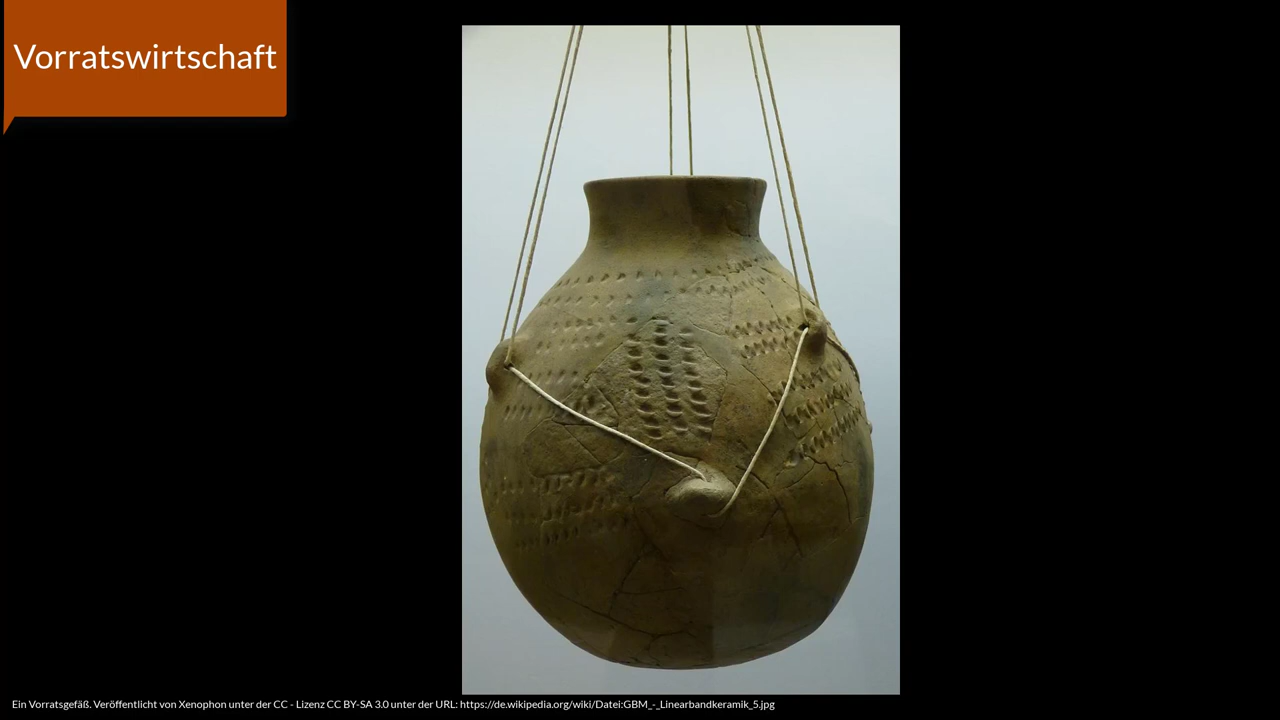 Vorratswirtschaft
Ein Vorratsgefäß. Veröffentlicht von Xenophon unter der CC - Lizenz CC BY-SA 3.0 unter der URL: https://de.wikipedia.org/wiki/Datei:GBM_-_Linearbandkeramik_5.jpg